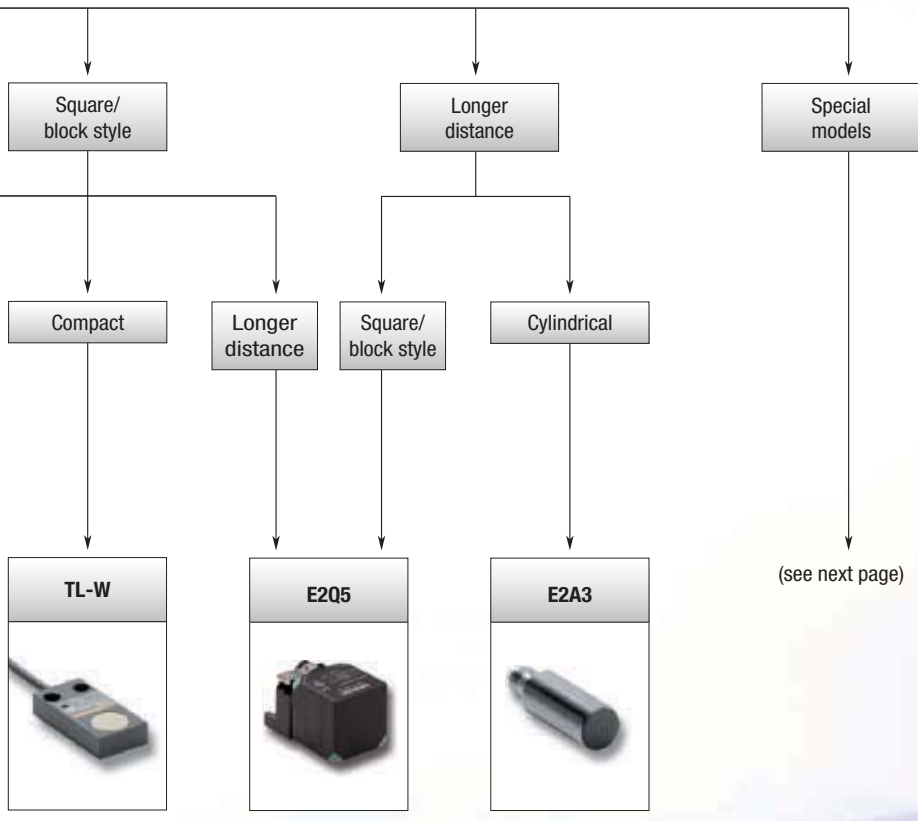 Square/
block style
Longer
distance
Special
models
Compact
Longer
distance
Square/
block style
Cylindrical
TL-W
E2Q5
E2A3
(see next page)